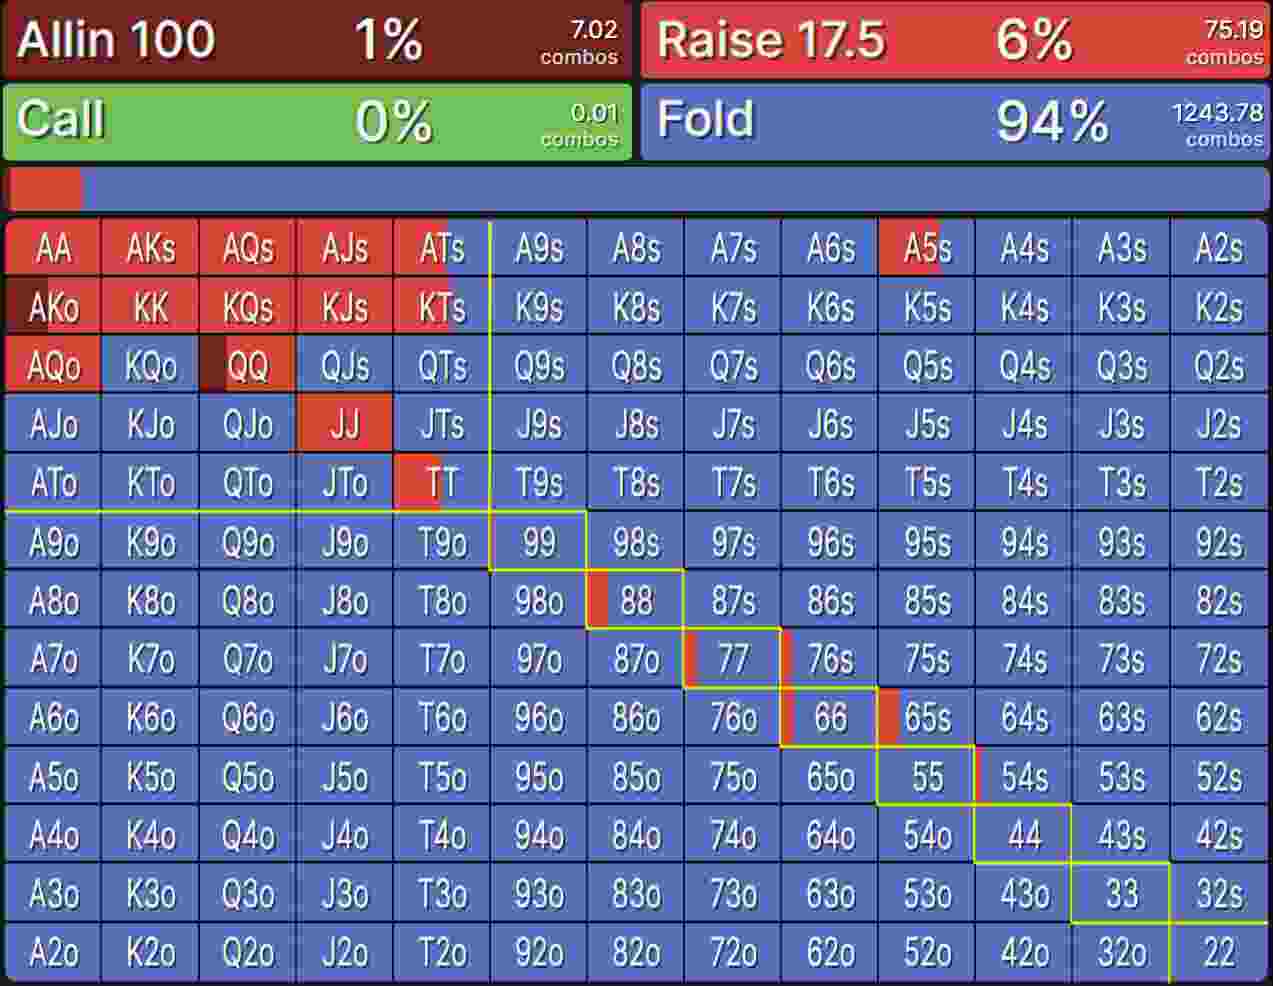 Allin 100 1% 7.02 combos Raise 17.5 6% 75.19 combos
Call 0% 0.01 combos Fold 94% 1243.78 combos
AA AKs AQs AJs ATs A9s A8s A7s A6s A5s A4s A3s A2s
AKo KK KQs KJs KTs K9s K8s K7s K6s K5s K4s K3s K2s
AQo KQo QQ QJs QTs Q9s Q8s Q7s Q6s Q5s Q4s Q3s Q2s
AJo KJo QJo JJ JTs J9s J8s J7s J6s J5s J4s J3s J2s
ATo KTo QTo JTo TT T9s T8s T7s T6s T5s T4s T3s T2s
A9o K9o Q9o J9o T9o 99 98s 97s 96s 95s 94s 93s 92s
A8o K8o Q8o J8o T8o 98o 88 87s 86s 85s 84s 83s 82s
A7o K7o Q7o J7o T7o 97o 87o 77 76s 75s 74s 73s 72s
A6o K6o Q6o J6o T6o 96o 86o 76o 66 65s 64s 63s 62s
A5o K5o Q5o J5o T5o 95o 85o 75o 65o 55 54s 53s 52s
A4o K4o Q4o J4o T4o 94o 84o 74o 64o 54o 44 43s 42s
A3o K3o Q3o J3o T3o 93o 83o 73o 63o 53o 43o 33 32s
A2o K2o Q2o J2o T2o 92o 82o 72o 62o 52o 42o 32o 22